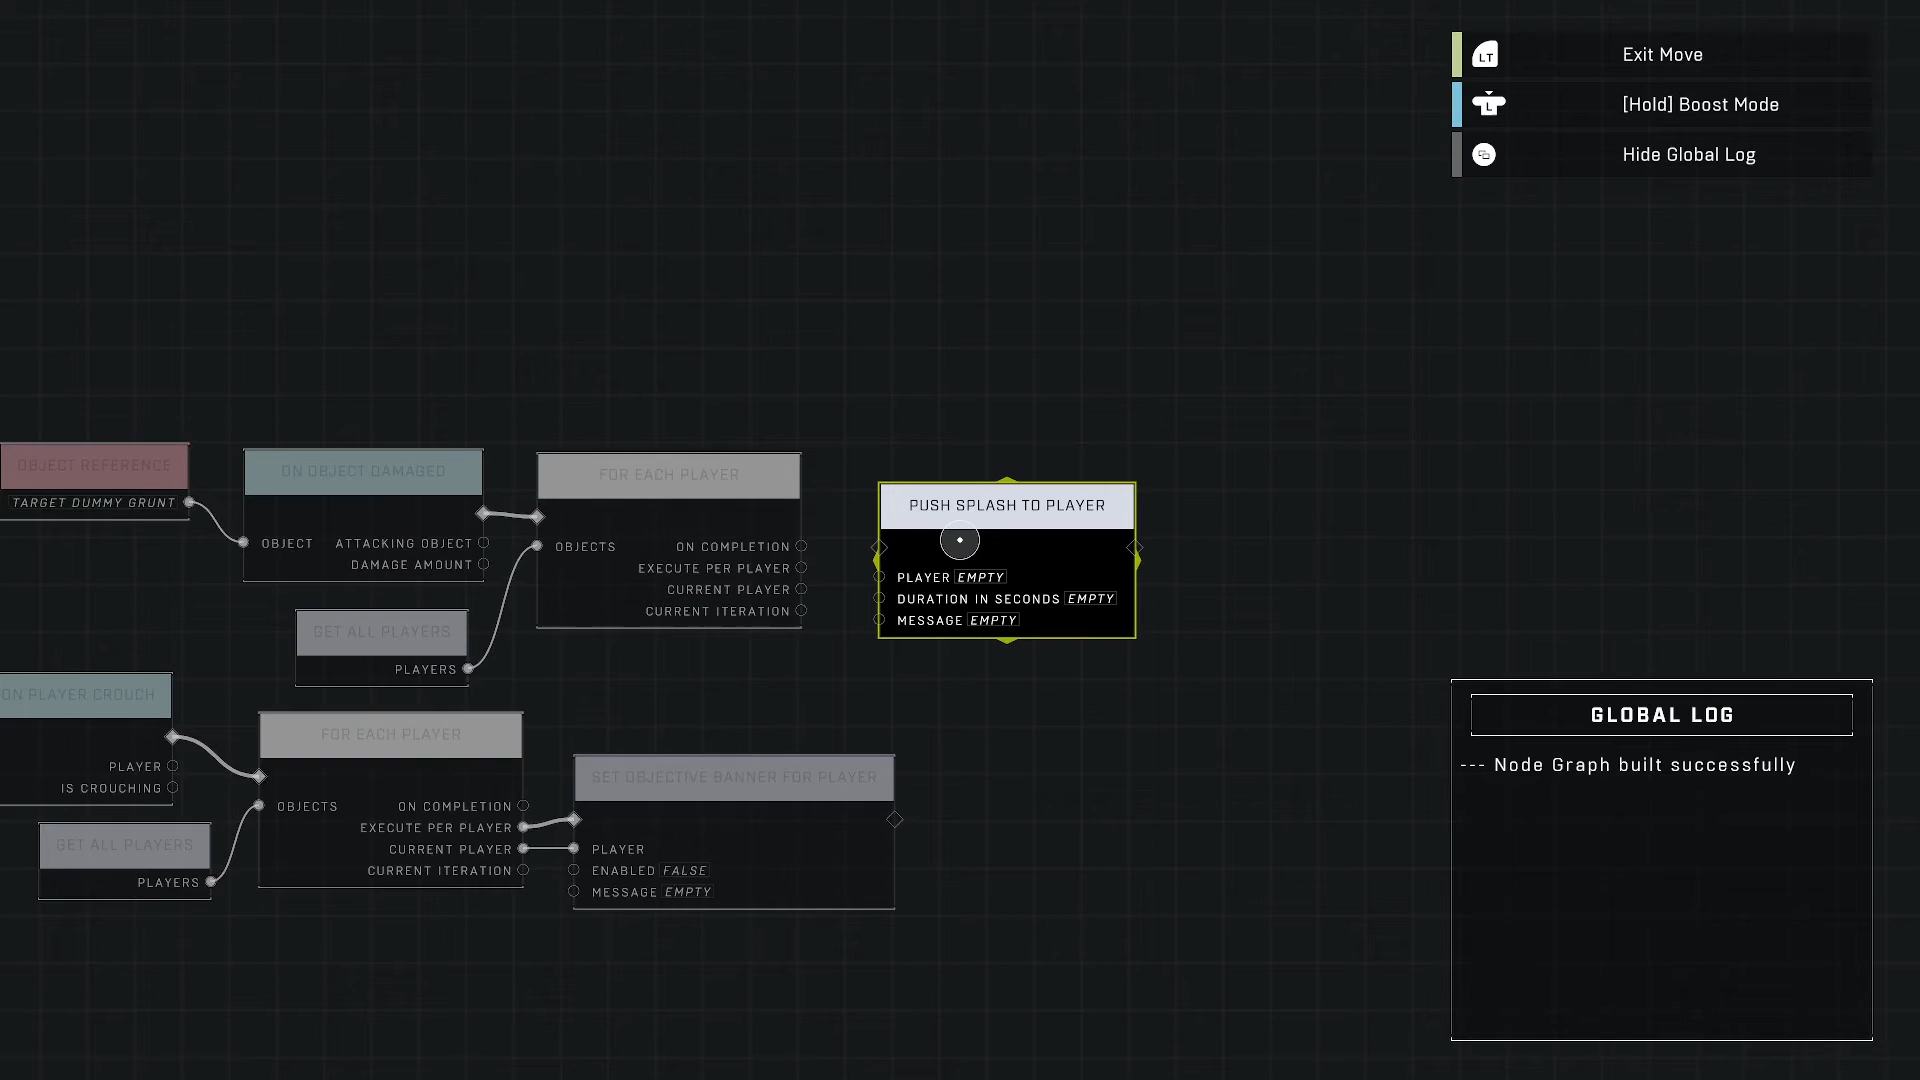 LT Exit Move
L [Hold] Boost Mode
Hide Global Log
OBJECT REFERENCE
TARGET DUMMY GRUNT
ON OBJECT DAMAGED
OBJECT
ATTACKING OBJECT
DAMAGE AMOUNT
FOR EACH PLAYER
OBJECTS
ON COMPLETION
EXECUTE PER PLAYER
CURRENT PLAYER
CURRENT ITERATION
PUSH SPLASH TO PLAYER
PLAYER EMPTY
DURATION IN SECONDS EMPTY
MESSAGE EMPTY
GET ALL PLAYERS
PLAYERS
ON PLAYER CROUCH
PLAYER
IS CROUCHING
FOR EACH PLAYER
OBJECTS
ON COMPLETION
EXECUTE PER PLAYER
CURRENT PLAYER
CURRENT ITERATION
SET OBJECTIVE BANNER FOR PLAYER
PLAYER
ENABLED FALSE
MESSAGE EMPTY
GET ALL PLAYERS
PLAYERS
GLOBAL LOG
--- Node Graph built successfully